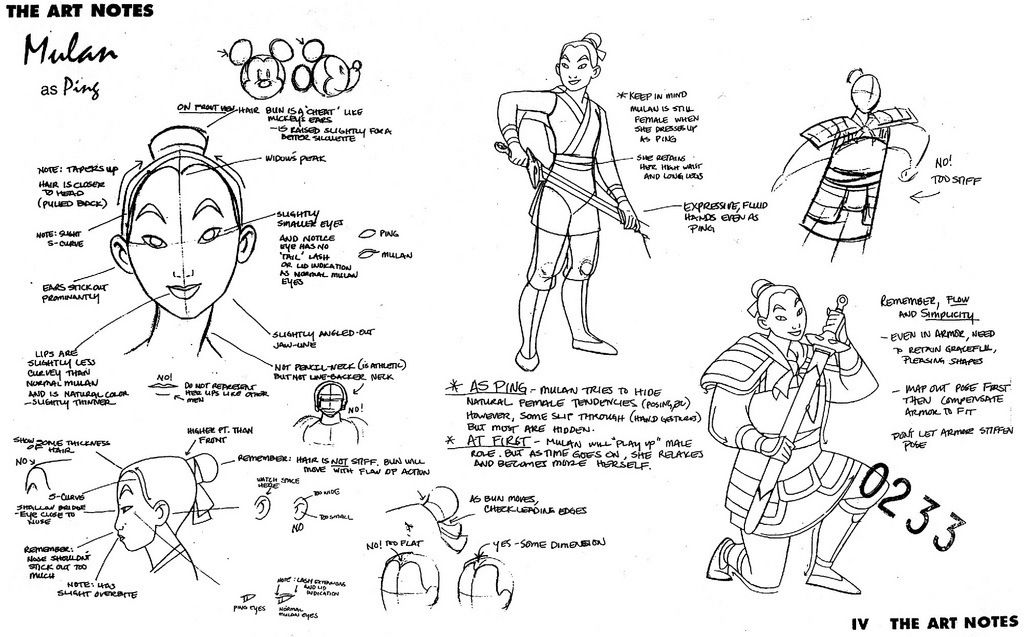 THE ART NOTES
Mulan
as Ping
ON FRONT VIEW HAIR BUN IS A "CHEAT" LIKE
MICKEY'S EARS
- IS RAISED SLIGHTLY FOR A
BETTER SILOUETTE
WIDOW'S PEAK
NOTE: TAPERS UP
HAIR IS CLOSER
TO HEAD
(PULLED BACK)
NOTE: SLIGHT
S-CURVE
SLIGHTLY
SMALLER EYES
AND NOTICE
EYE HAS NO
"TAIL" LASH
OR LID INDICATION
AS NORMAL MULAN
EYES
PING
MULAN
EARS STICK OUT
PROMINANTLY
SLIGHTLY ANGLED-OUT
JAW-LINE
LIPS ARE
SLIGHTLY LESS
CURVEY THAN
NORMAL MULAN
AND IS NATURAL COLOR
- SLIGHTLY THINNER
NO!
DO NOT REPRESENT
HER LIPS LIKE OTHER
MEN
NOT PENCIL-NECK (IS ATHLETIC)
BUT NOT LINE-BACKER NECK
NO!
SHOW SOME THICKNESS
OF HAIR
NO
HIGHER PT. THAN
FRONT
REMEMBER: HAIR IS NOT STIFF, BUN WILL
MOVE WITH FLOW OF ACTION
S-CURVE
SHALLOW BRIDGE
- EYE CLOSE TO
NOSE
REMEMBER:
NOSE SHOULDN'T
STICK OUT TOO
MUCH
NOTE: HAS
SLIGHT OVERBITE
WATCH SPACE
HERE
TOO WIDE
TOO SMALL
NO
PING EYES
NOTE: LASH EXTENSIONS
AND LID
INDICATION
NORMAL
MULAN EYES
* KEEP IN MIND
MULAN IS STILL
FEMALE WHEN
SHE DRESSES UP
AS PING
SHE RETAINS
HER HIGH WAIST
AND LONG LEGS
EXPRESSIVE, FLUID
HANDS EVEN AS
PING
* AS PING - MULAN TRIES TO HIDE
NATURAL FEMALE TENDENCIES (POSING, ETC)
HOWEVER, SOME SLIP THROUGH (HAND GESTURES)
BUT MOST ARE HIDDEN.
* AT FIRST - MULAN WILL "PLAY UP" MALE
ROLE. BUT AS TIME GOES ON, SHE RELAXES
AND BECOMES MORE HERSELF.
AS BUN MOVES,
CHECK LEADING EDGES
NO! TOO FLAT
YES - SOME DIMENSION
NO!
TOO STIFF
REMEMBER, FLOW
AND SIMPLICITY
- EVEN IN ARMOR, NEED
TO RETAIN GRACEFUL,
PLEASING SHAPES
- MAP OUT POSE FIRST
THEN COMPENSATE
ARMOR TO FIT
DON'T LET ARMOR STIFFEN
POSE
0233
IV THE ART NOTES